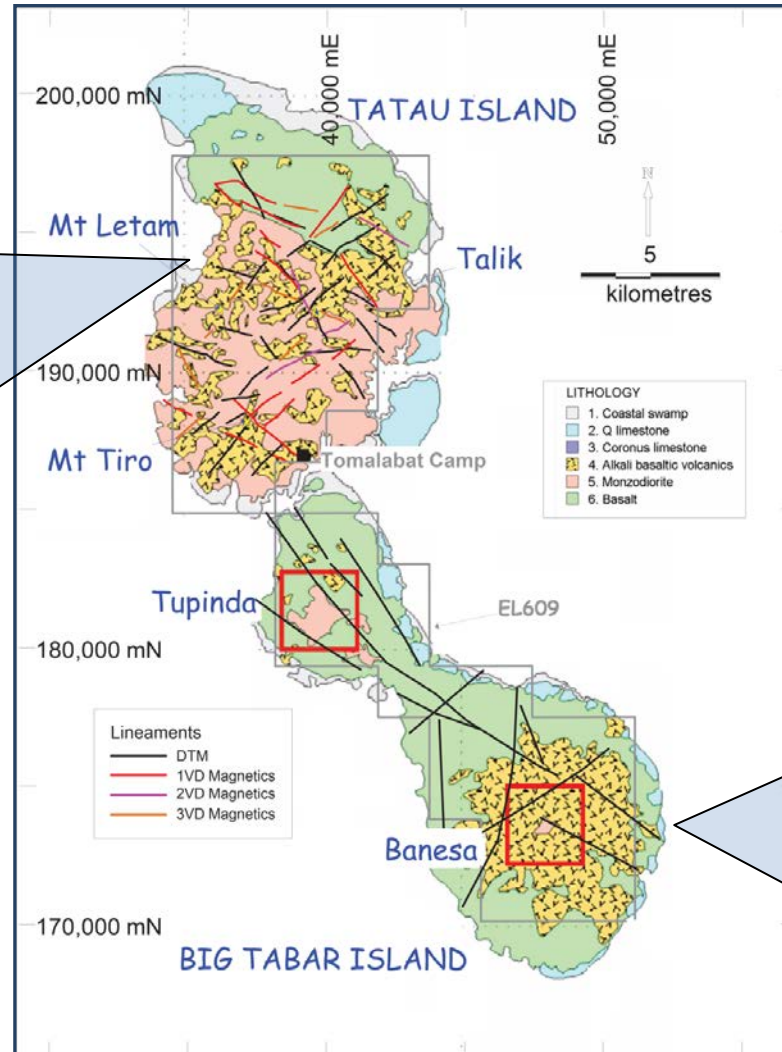 40,000 mE
50,000 mE
200,000 mN
TATAU ISLAND
N
Mt Letam
Talik
5
kilometres
190,000 mN
LITHOLOGY
1. Coastal swamp
2. Q limestone
3. Coronus limestone
4. Alkali basaltic volcanics
5. Monzodiorite
6. Basalt
Mt Tiro
Tomalabat Camp
Tupinda
EL609
180,000 mN
Lineaments
DTM
1VD Magnetics
2VD Magnetics
3VD Magnetics
Banesa
170,000 mN
BIG TABAR ISLAND